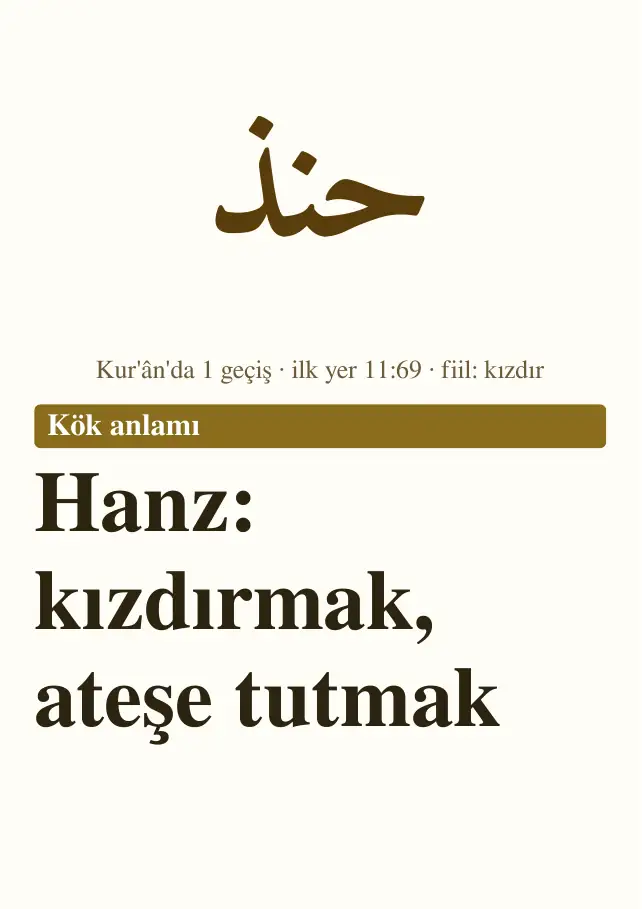 حنذ
Kur'ân'da 1 geçiş · ilk yer 11:69 · fiil: kızdır
Kök anlamı
Hanz:
kızdırmak,
ateşe tutmak